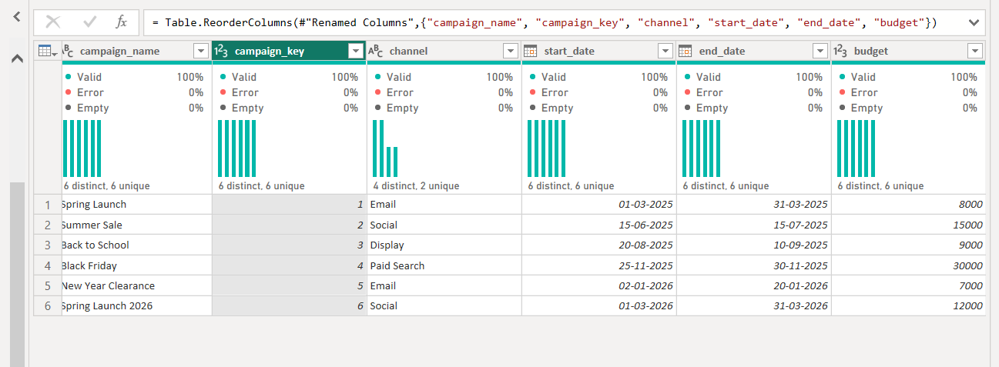 fx = Table.ReorderColumns(#"Renamed Columns",{"campaign_name", "campaign_key", "channel", "start_date", "end_date", "budget"})
ABC campaign_name 123 campaign_key ABC channel start_date end_date 123 budget
Valid 100% Valid 100% Valid 100% Valid 100% Valid 100% Valid 100%
Error 0% Error 0% Error 0% Error 0% Error 0% Error 0%
Empty 0% Empty 0% Empty 0% Empty 0% Empty 0% Empty 0%
6 distinct, 6 unique 6 distinct, 6 unique 4 distinct, 2 unique 6 distinct, 6 unique 6 distinct, 6 unique 6 distinct, 6 unique
1 Spring Launch 1 Email 01-03-2025 31-03-2025 8000
2 Summer Sale 2 Social 15-06-2025 15-07-2025 15000
3 Back to School 3 Display 20-08-2025 10-09-2025 9000
4 Black Friday 4 Paid Search 25-11-2025 30-11-2025 30000
5 New Year Clearance 5 Email 02-01-2026 20-01-2026 7000
6 Spring Launch 2026 6 Social 01-03-2026 31-03-2026 12000